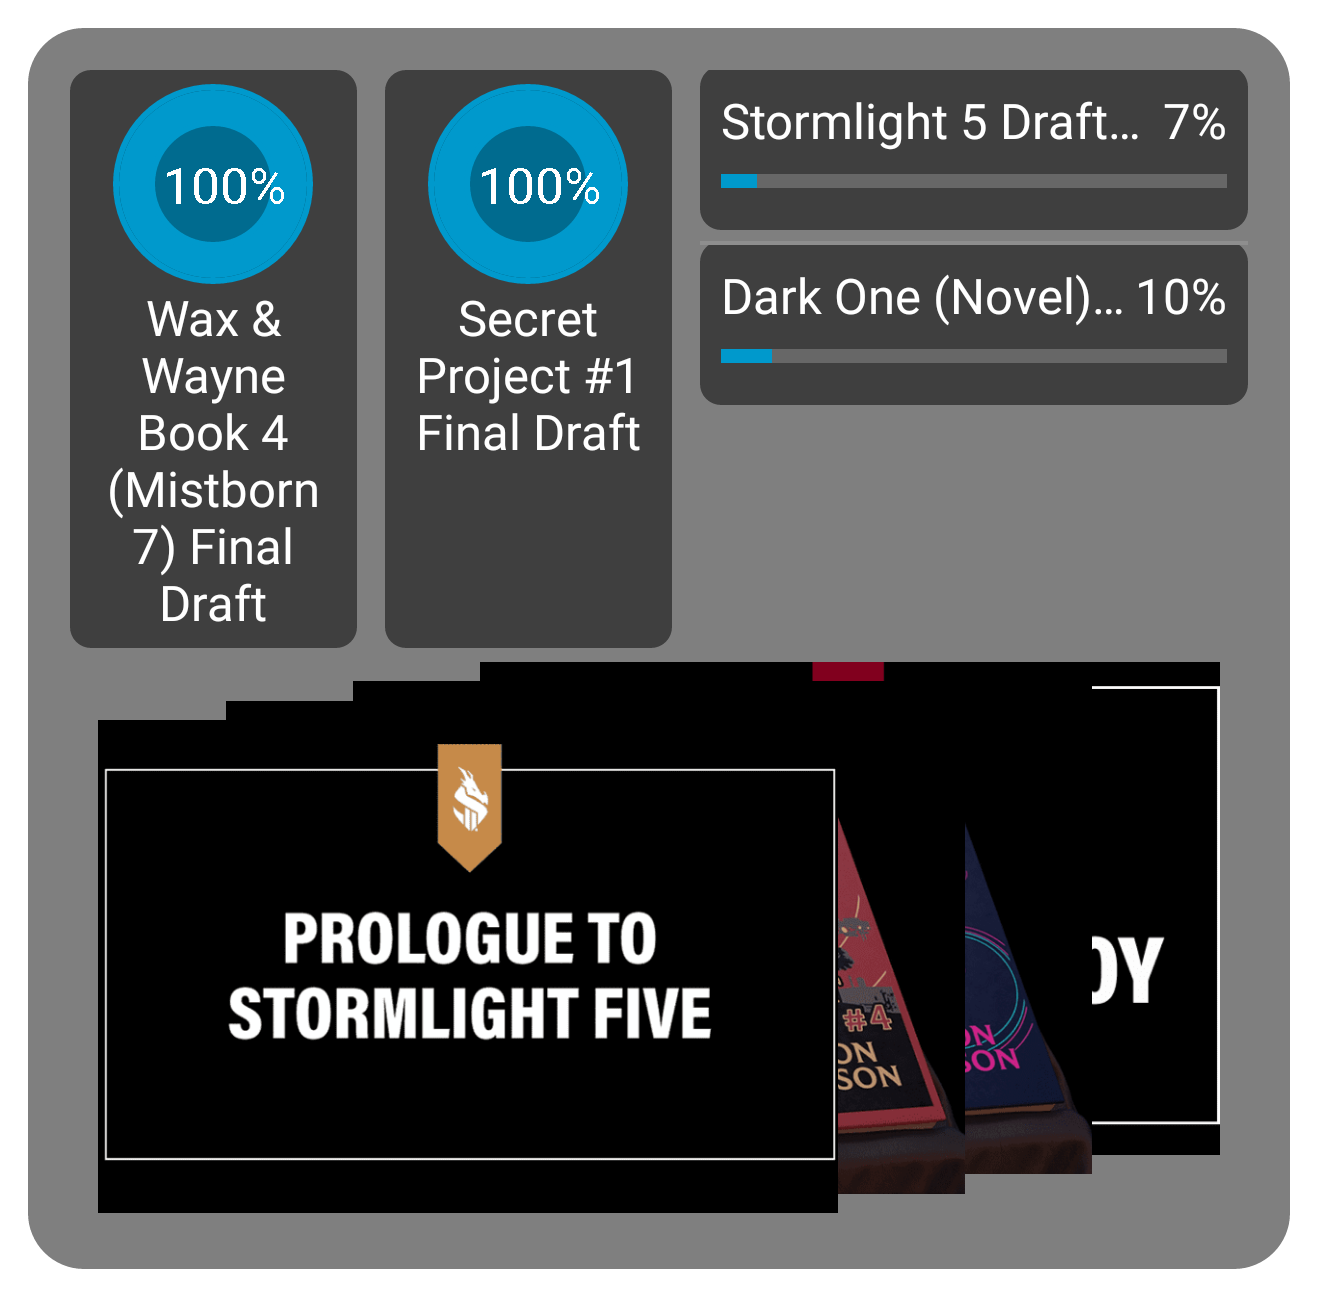 100%
Wax &
Wayne
Book 4
(Mistborn
7) Final
Draft
100%
Secret
Project #1
Final Draft
Stormlight 5 Draft... 7%
Dark One (Novel)... 10%
PROLOGUE TO
STORMLIGHT FIVE
#4
ON
SON
ON
SON
DY